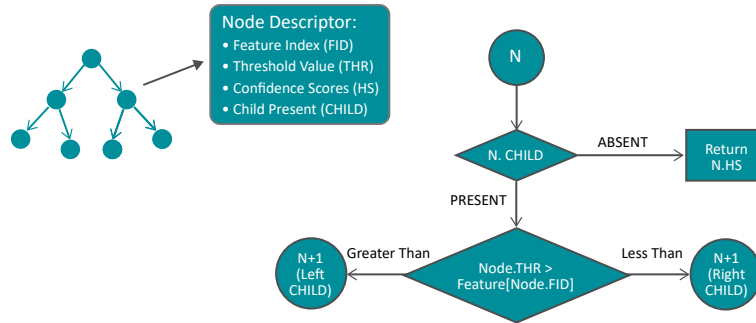 Node Descriptor:
• Feature Index (FID)
• Threshold Value (THR)
• Confidence Scores (HS)
• Child Present (CHILD)
N
N. CHILD
ABSENT
Return
N.HS
PRESENT
N+1
(Left
CHILD)
Greater Than
Node.THR >
Feature[Node.FID]
Less Than
N+1
(Right
CHILD)